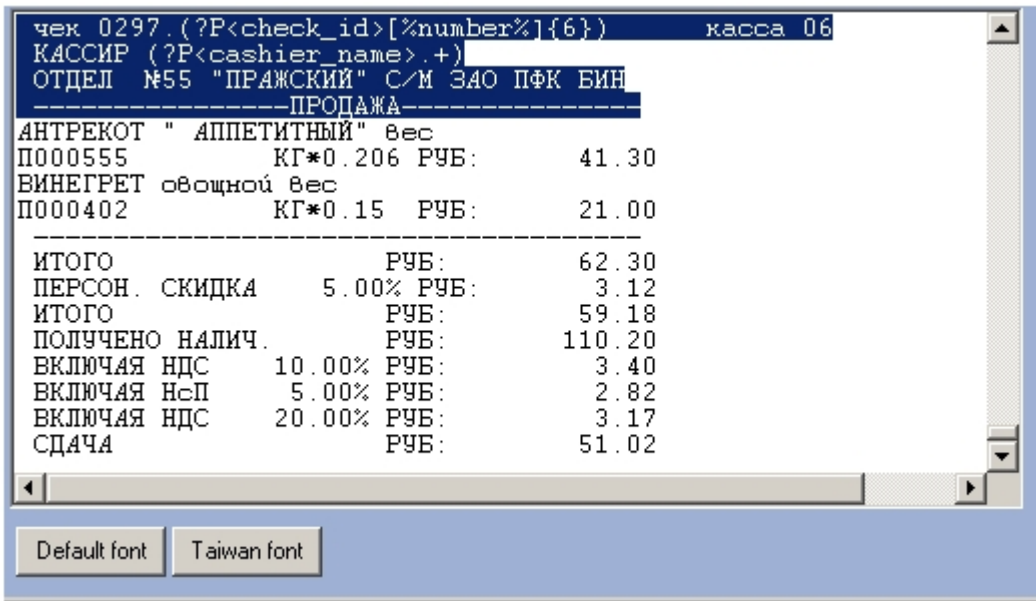 чек 0297.(?P<check_id>[%number%]{6}) касса 06
КАССИР (?P<cashier_name>.+)
ОТДЕЛ №55 "ПРАЖСКИЙ" С/М ЗАО ПФК БИН
-----------------ПРОДАЖА----------------
АНТРЕКОТ " АППЕТИТНЫЙ" вес
П000555 КГ*0.206 РУБ: 41.30
ВИНЕГРЕТ овощной вес
П000402 КГ*0.15 РУБ: 21.00
----------------------------------------
ИТОГО РУБ: 62.30
ПЕРСОН. СКИДКА 5.00% РУБ: 3.12
ИТОГО РУБ: 59.18
ПОЛУЧЕНО НАЛИЧ. РУБ: 110.20
ВКЛЮЧАЯ НДС 10.00% РУБ: 3.40
ВКЛЮЧАЯ НсП 5.00% РУБ: 2.82
ВКЛЮЧАЯ НДС 20.00% РУБ: 3.17
СДАЧА РУБ: 51.02
Default font Taiwan font